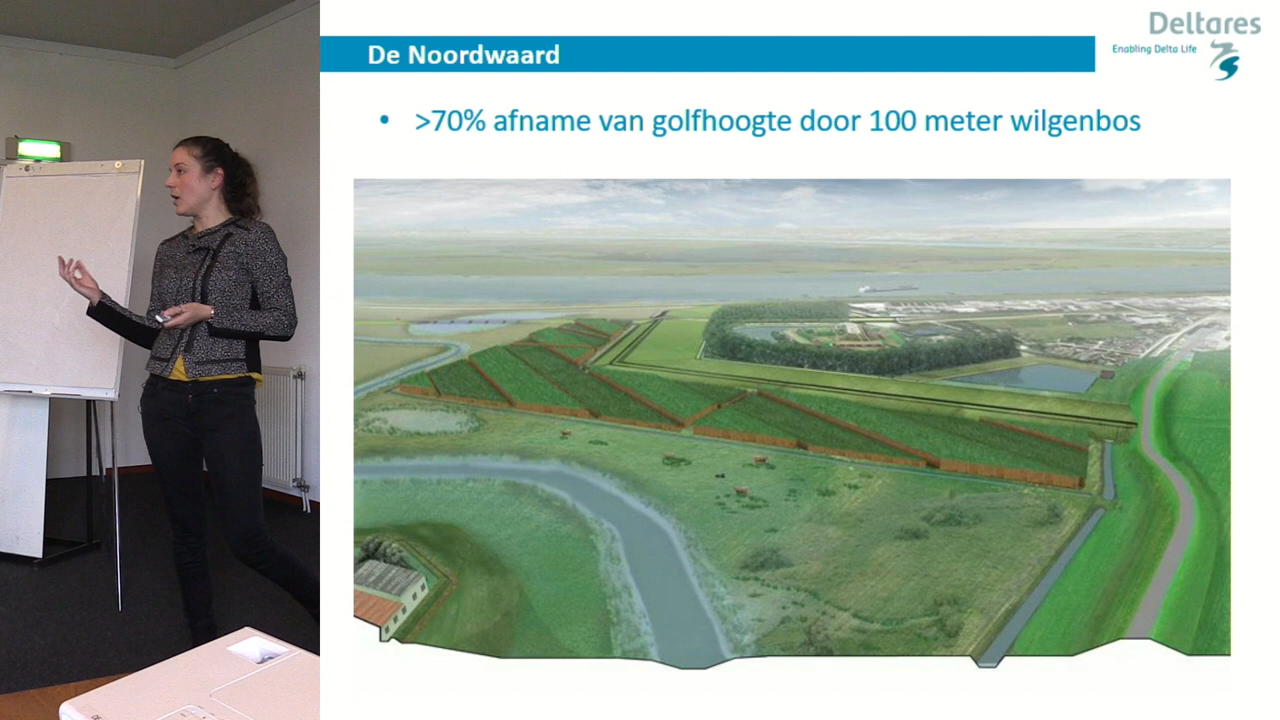 Deltares
Enabling Delta Life
De Noordwaard
• >70% afname van golfhoogte door 100 meter wilgenbos